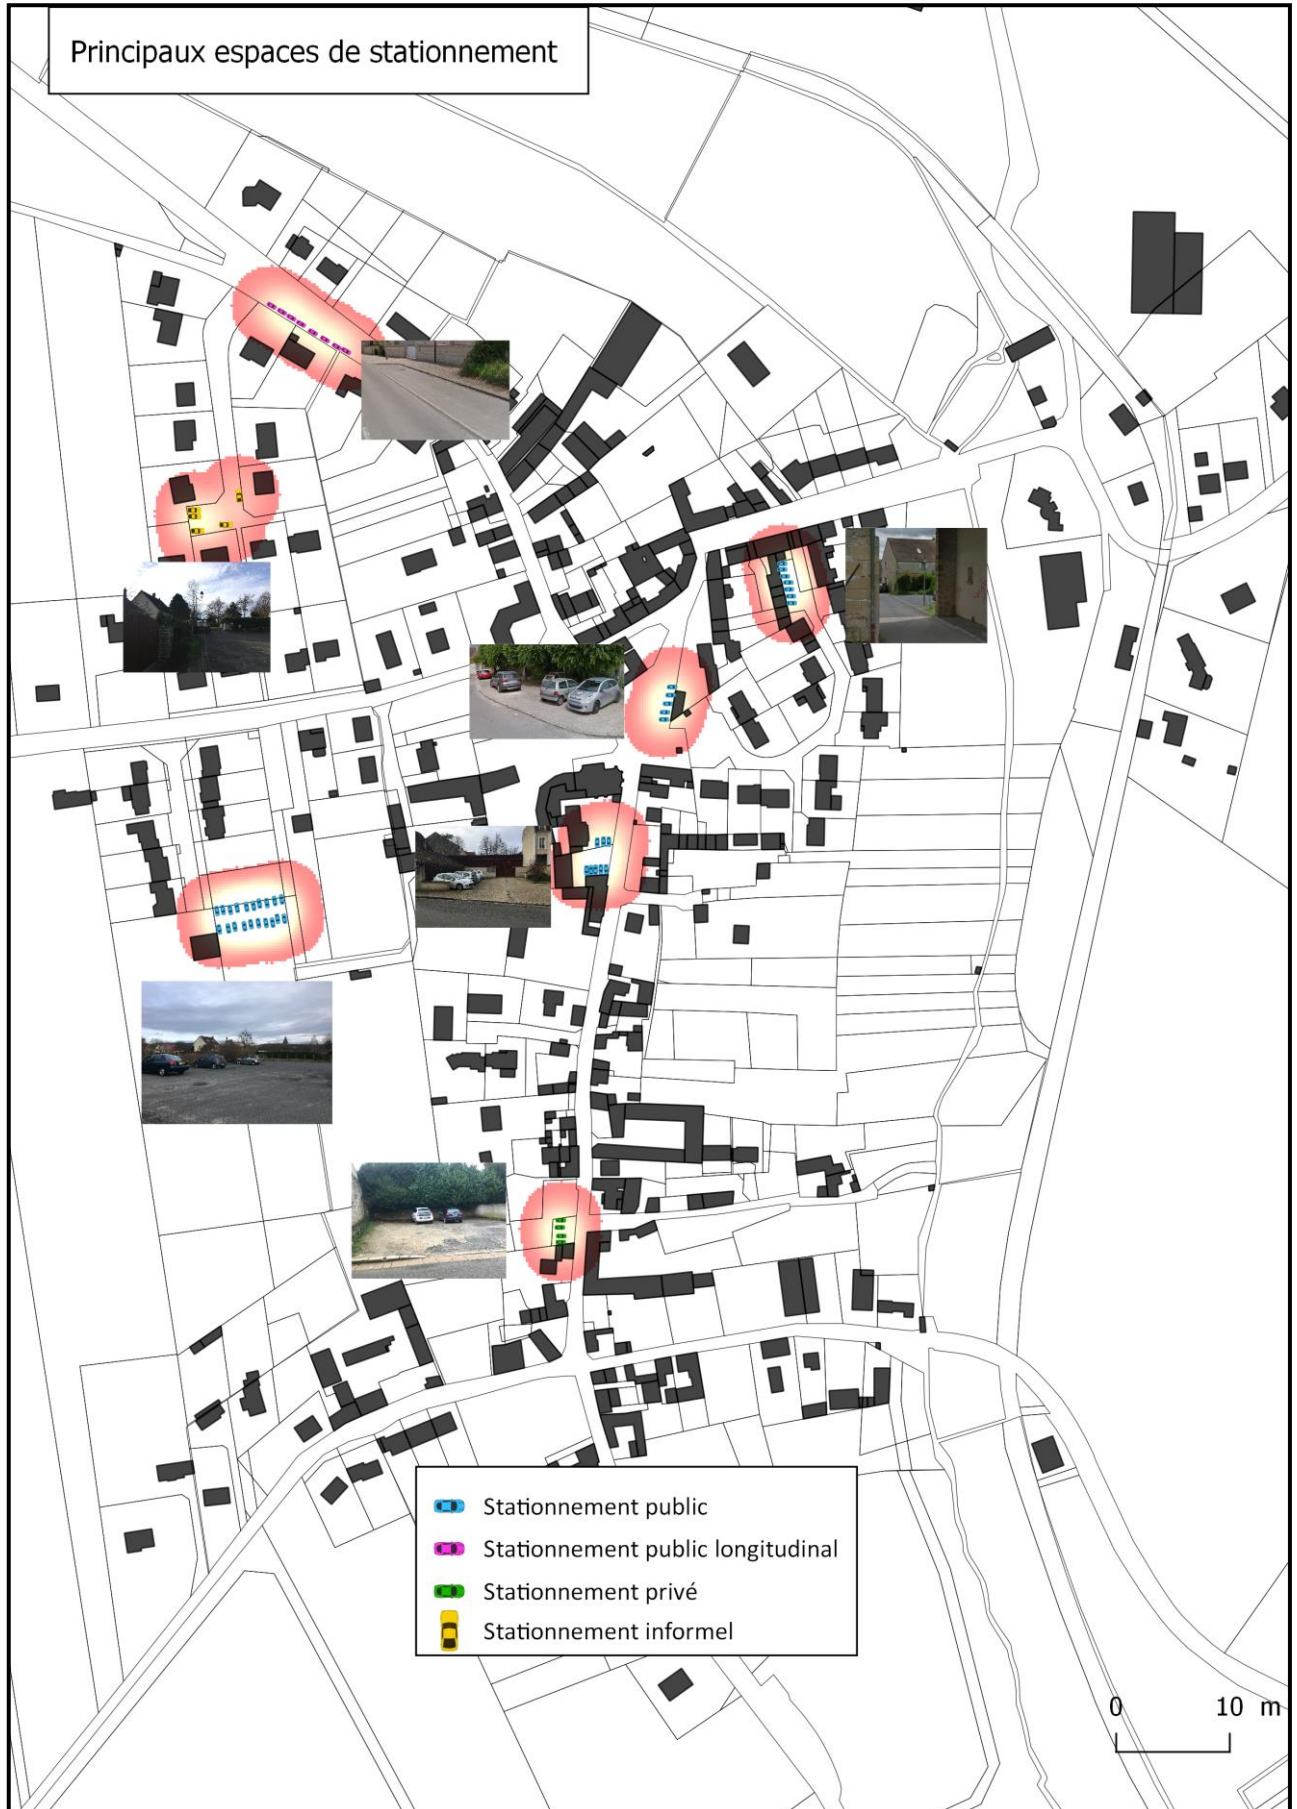 Principaux espaces de stationnement
Stationnement public
Stationnement public longitudinal
Stationnement privé
Stationnement informel
0 10 m